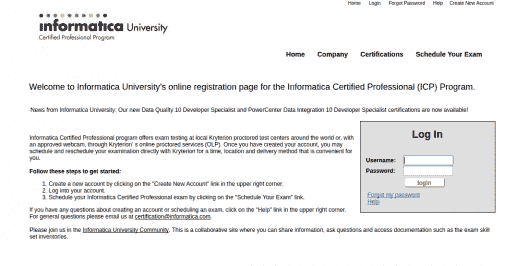 Home Login Forgot Password Help Create New Account
informatica University
Certified Professional Program
Home Company Certifications Schedule Your Exam
Welcome to Informatica University's online registration page for the Informatica Certified Professional (ICP) Program.
News from Informatica University: Our new Data Quality 10 Developer Specialist and PowerCenter Data Integration 10 Developer Specialist certifications are now available!
Informatica Certified Professional program offers exam testing at local Kryterion proctored test centers around the world or, with
an approved webcam, through Kryterion' s online proctored services (OLP). Once you have created your account, you may
schedule and reschedule your examination directly with Kryterion for a time, location and delivery method that is convenient for
you.
Follow these steps to get started:
1. Create a new account by clicking on the "Create New Account" link in the upper right corner.
2. Log into your account.
3. Schedule your Informatica Certified Professional exam by clicking on the "Schedule Your Exam" link.
If you have any questions about creating an account or scheduling an exam, click on the "Help" link in the upper right corner.
For general questions please email us at certification@informatica.com.
Log In
Username:
Password:
login
Forgot my password
Help
Please join us in the Informatica University Community. This is a collaborative site where you can share information, ask questions and access documentation such as the exam skill
set inventories.